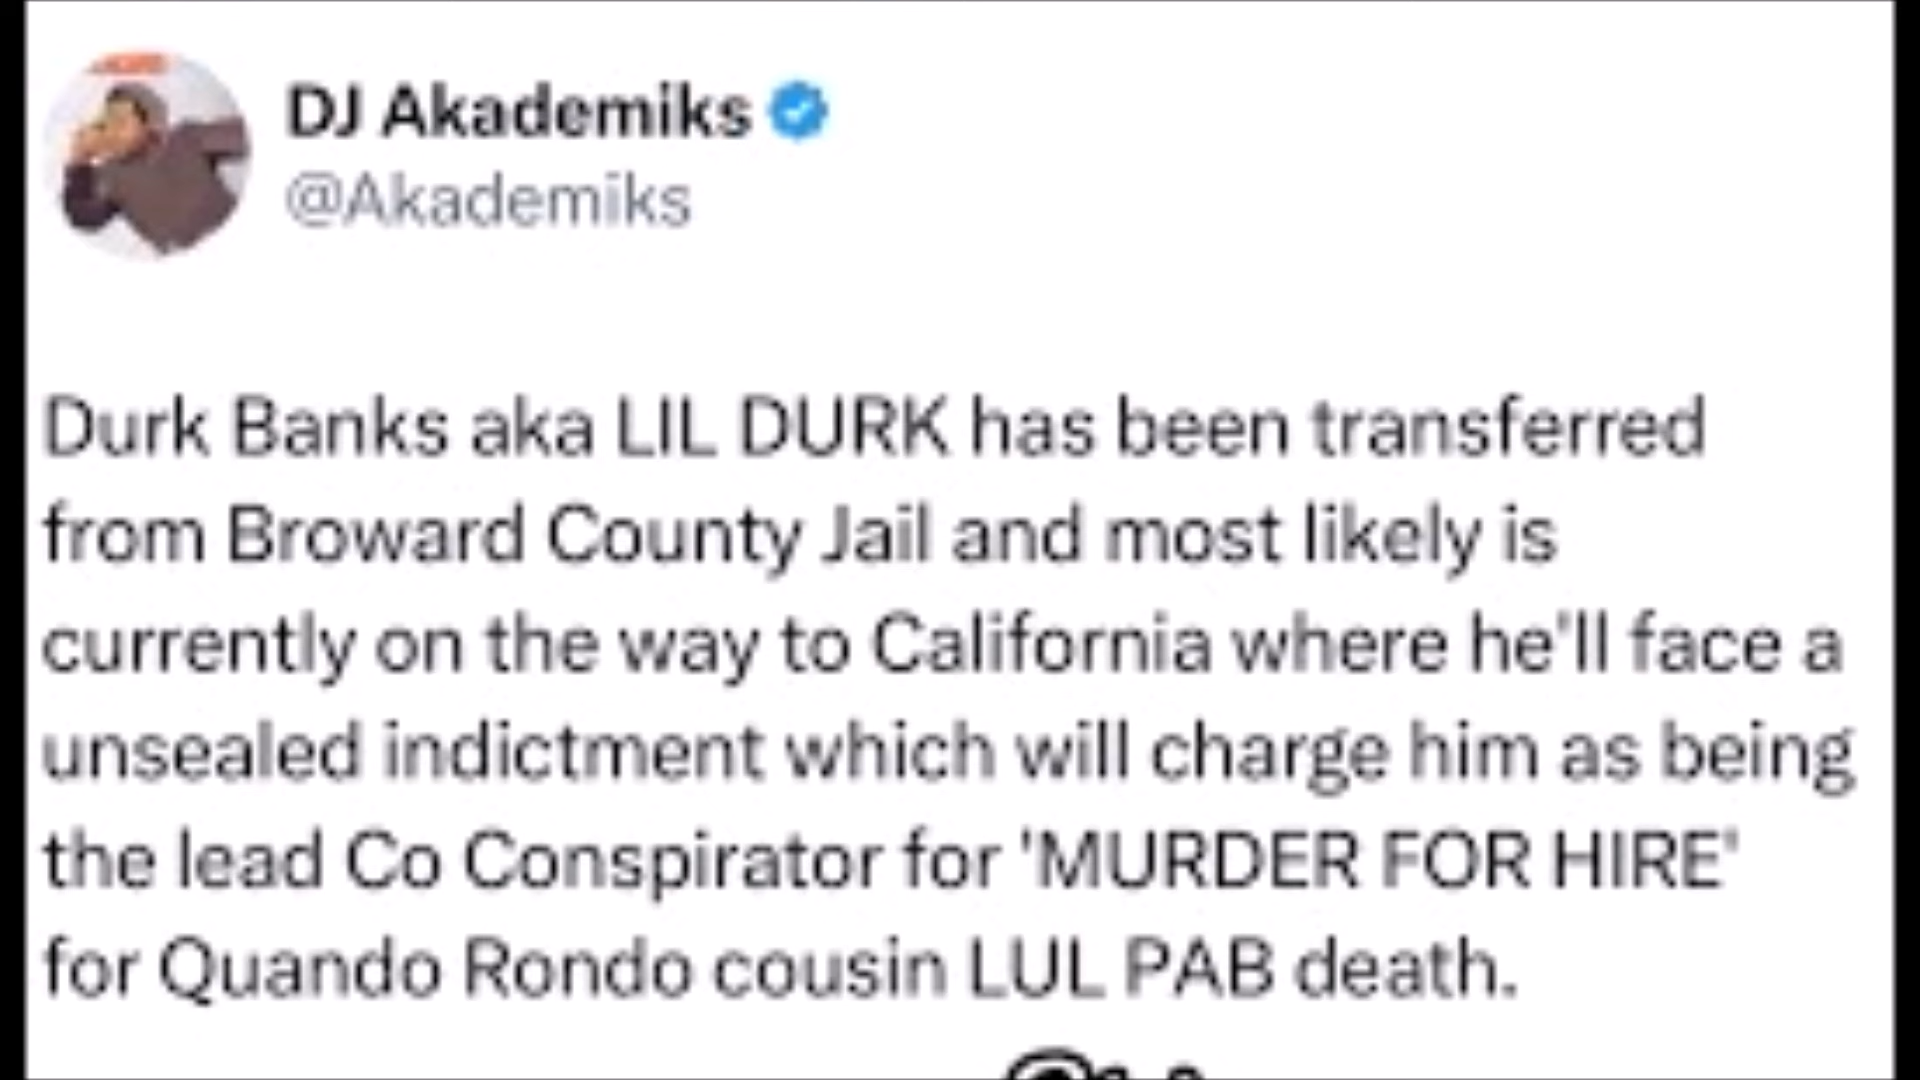 DJ Akademiks
@Akademiks
Durk Banks aka LIL DURK has been transferred
from Broward County Jail and most likely is
currently on the way to California where he'll face a
unsealed indictment which will charge him as being
the lead Co Conspirator for 'MURDER FOR HIRE'
for Quando Rondo cousin LUL PAB death.